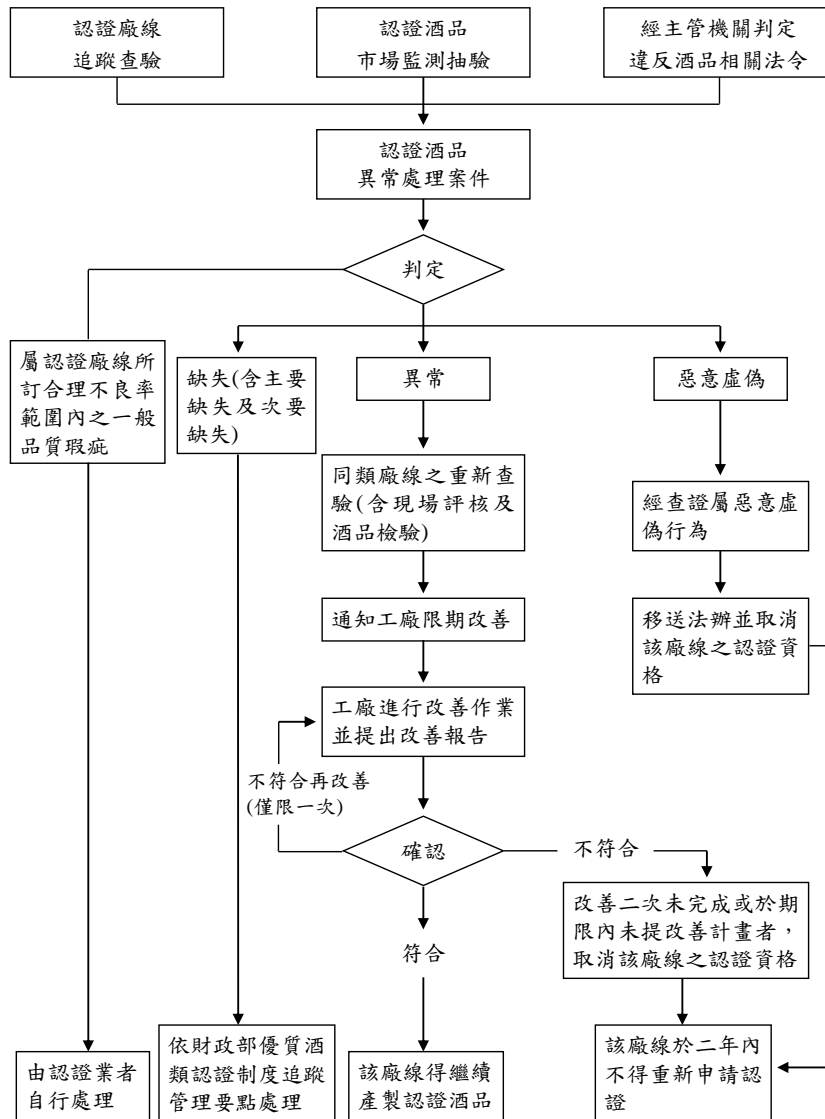 認證廠線
追蹤查驗
認證酒品
市場監測抽驗
經主管機關判定
違反酒品相關法令
認證酒品
異常處理案件
判定
屬認證廠線所
訂合理不良率
範圍內之一般
品質瑕疵
缺失(含主要
缺失及次要
缺失)
異常
惡意虛偽
同類廠線之重新查
驗(含現場評核及
酒品檢驗)
經查證屬惡意虛
偽行為
通知工廠限期改善
移送法辦並取消
該廠線之認證資
格
工廠進行改善作業
並提出改善報告
不符合再改善
(僅限一次)
確認
不符合
改善二次未完成或於期
限內未提改善計畫者，
取消該廠線之認證資格
符合
由認證業者
自行處理
依財政部優質酒
類認證制度追蹤
管理要點處理
該廠線得繼續
產製認證酒品
該廠線於二年內
不得重新申請認
證